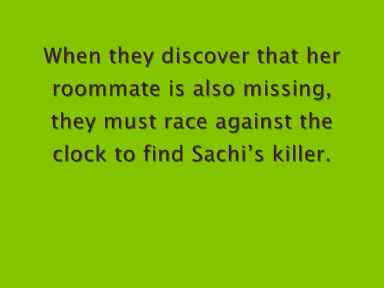 When they discover that her
roommate is also missing,
they must race against the
clock to find Sachi’s killer.